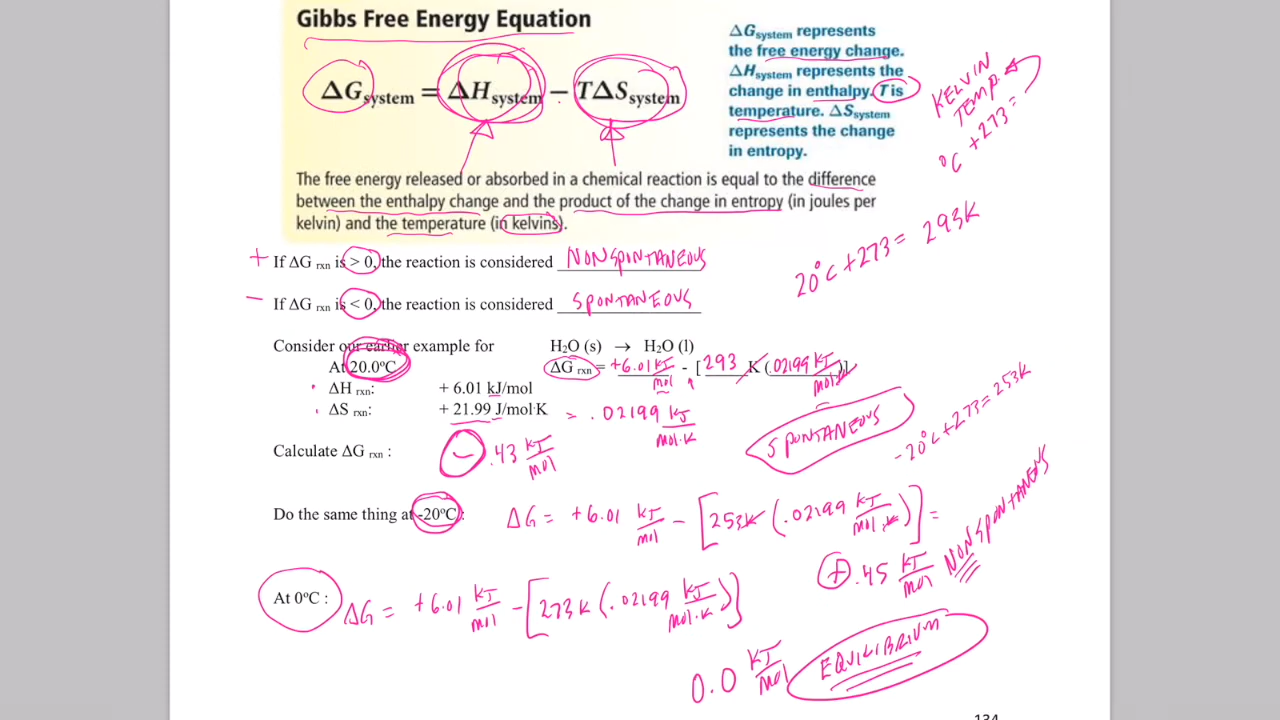 Gibbs Free Energy Equation
ΔGsystem = ΔHsystem − TΔSsystem
ΔGsystem represents
the free energy change.
ΔHsystem represents the
change in enthalpy. T is
temperature. ΔSsystem
represents the change
in entropy.
KELVIN
TEMP.
°C +273=
The free energy released or absorbed in a chemical reaction is equal to the difference
between the enthalpy change and the product of the change in entropy (in joules per
kelvin) and the temperature (in kelvins).
20°C +273= 293K
+ If ΔG rxn is > 0, the reaction is considered NONSPONTANEOUS
− If ΔG rxn is < 0, the reaction is considered SPONTANEOUS
Consider our earlier example for H₂O (s) → H₂O (l)
At 20.0ºC ΔG rxn = +6.01 kJ/mol - [ 293 K (.02199 kJ/mol·K)]
ΔH rxn: + 6.01 kJ/mol
ΔS rxn: + 21.99 J/mol·K = .02199 kJ/mol·K
SPONTANEOUS
-20°C +273= 253K
Calculate ΔG rxn : − .43 kJ/mol
Do the same thing at -20ºC: ΔG = +6.01 kJ/mol − [253K (.02199 kJ/mol·K)] =
+ .45 kJ/mol NONSPONTANEOUS
At 0ºC : ΔG = +6.01 kJ/mol − [273K (.02199 kJ/mol·K)]
0.0 kJ/mol EQUILIBRIUM
134